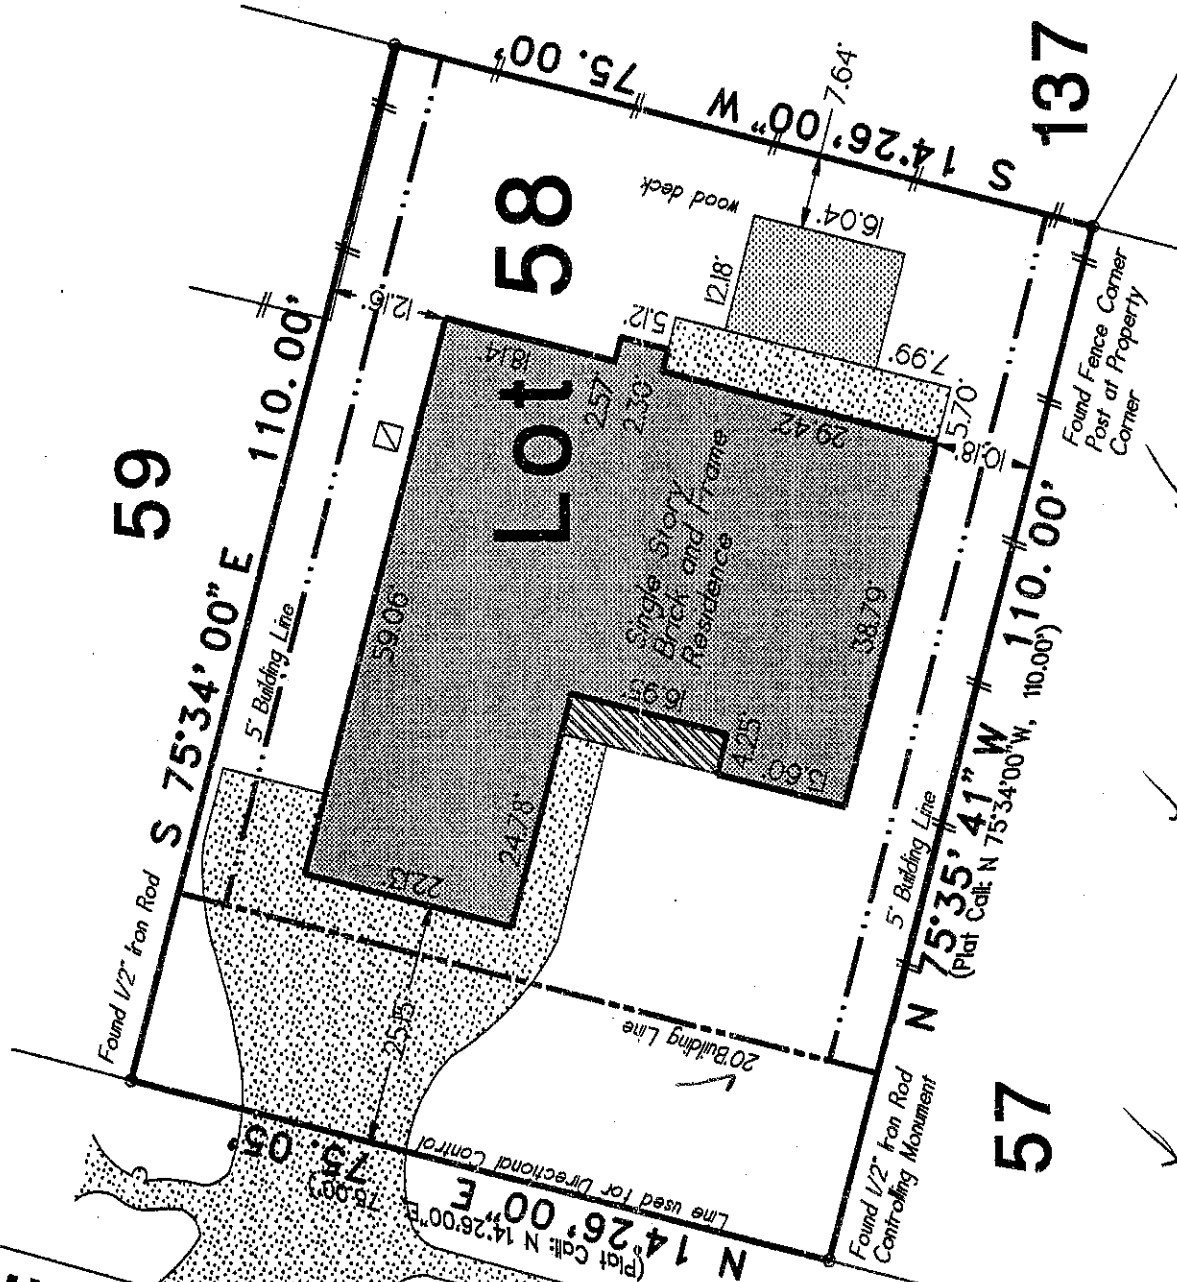 59
S 75°34'00" E 110.00'
5' Building Line
Found 1/2" Iron Rod
75.00'
S 14°26'00" W
7.64'
137
Lot 58
wood deck
16.04'
12.18'
12.16'
18.14'
5.12'
2.57'
2.30'
7.99'
29.42'
5.70'
10.18'
59.06'
Single Story
Brick and Frame
Residence
38.79'
16.95'
4.25'
13.60'
24.78'
22.13'
25.15'
20' Building Line
5' Building Line
Found Fence Corner
Post at Property
Corner
N 75°35'41" W 110.00'
(Plat Call: N 75°34'00"W, 110.00')
Found 1/2" Iron Rod
Controlling Monument
57
Line used for Directional Control
N 14°26'00" E 75.05'
(Plat Call: N 14°26'00"E 75.00')